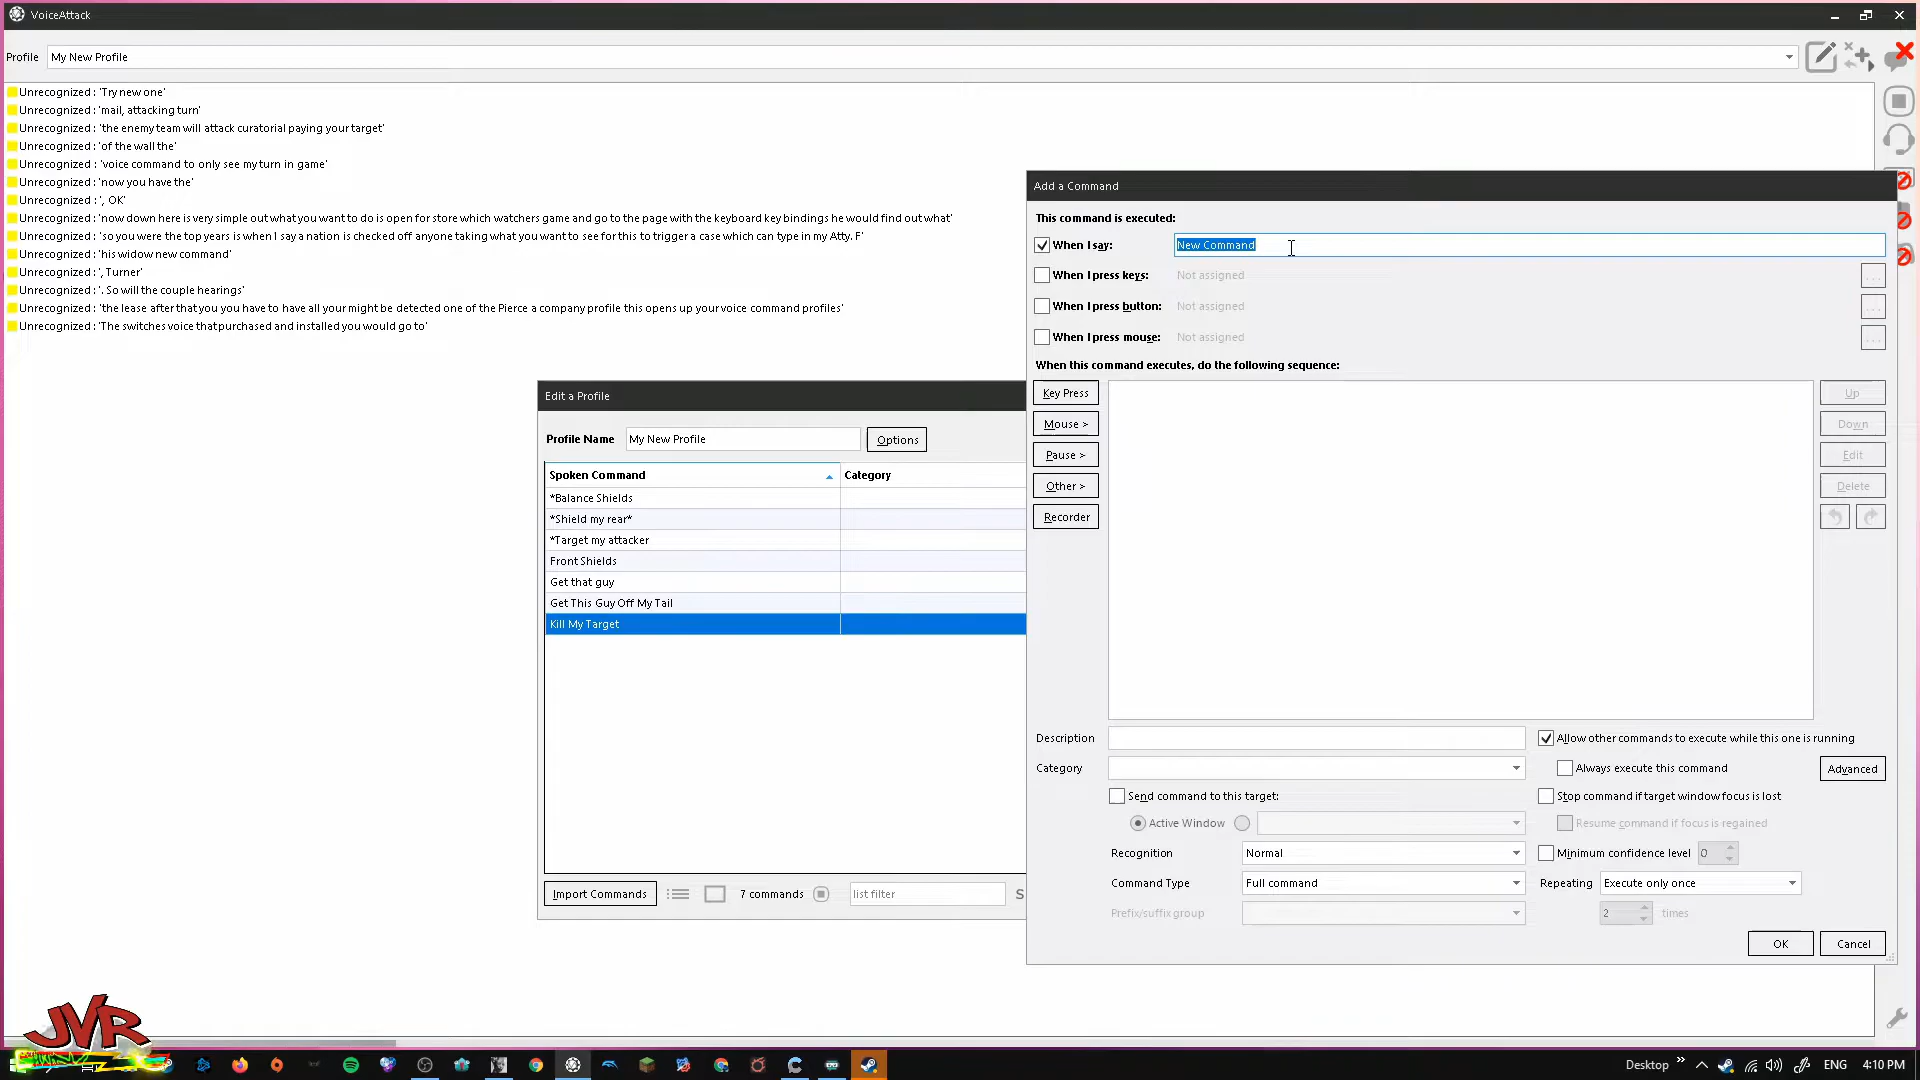 VoiceAttack
Profile
My New Profile
Unrecognized : 'Try new one'
Unrecognized : 'mail, attacking turn'
Unrecognized : 'the enemy team will attack curatorial paying your target'
Unrecognized : 'of the wall the'
Unrecognized : 'voice command to only see my turn in game'
Unrecognized : 'now you have the'
Unrecognized : ', OK'
Unrecognized : 'now down here is very simple out what you want to do is open for store which watchers game and go to the page with the keyboard key bindings he would find out what'
Unrecognized : 'so you were the top years is when I say a nation is checked off anyone taking what you want to see for this to trigger a case which can type in my Atty. F'
Unrecognized : 'his widow new command'
Unrecognized : ', Turner'
Unrecognized : '. So will the couple hearings'
Unrecognized : 'the lease after that you you have to have all your might be detected one of the Pierce a company profile this opens up your voice command profiles'
Unrecognized : 'The switches voice that purchased and installed you would go to'
Edit a Profile
Profile Name
My New Profile
Options
Spoken Command
Category
*Balance Shields
*Shield my rear*
*Target my attacker
Front Shields
Get that guy
Get This Guy Off My Tail
Kill My Target
Import Commands
7 commands
list filter
S
Add a Command
This command is executed:
When I say:
New Command
When I press keys:
Not assigned
...
When I press button:
Not assigned
...
When I press mouse:
Not assigned
...
When this command executes, do the following sequence:
Key Press
Mouse >
Pause >
Other >
Recorder
Up
Down
Edit
Delete
Description
Allow other commands to execute while this one is running
Category
Always execute this command
Advanced
Send command to this target:
Stop command if target window focus is lost
Active Window
Resume command if focus is regained
Recognition
Normal
Minimum confidence level
0
Command Type
Full command
Repeating
Execute only once
Prefix/suffix group
2
times
OK
Cancel
JVR
Desktop
ENG
4:10 PM